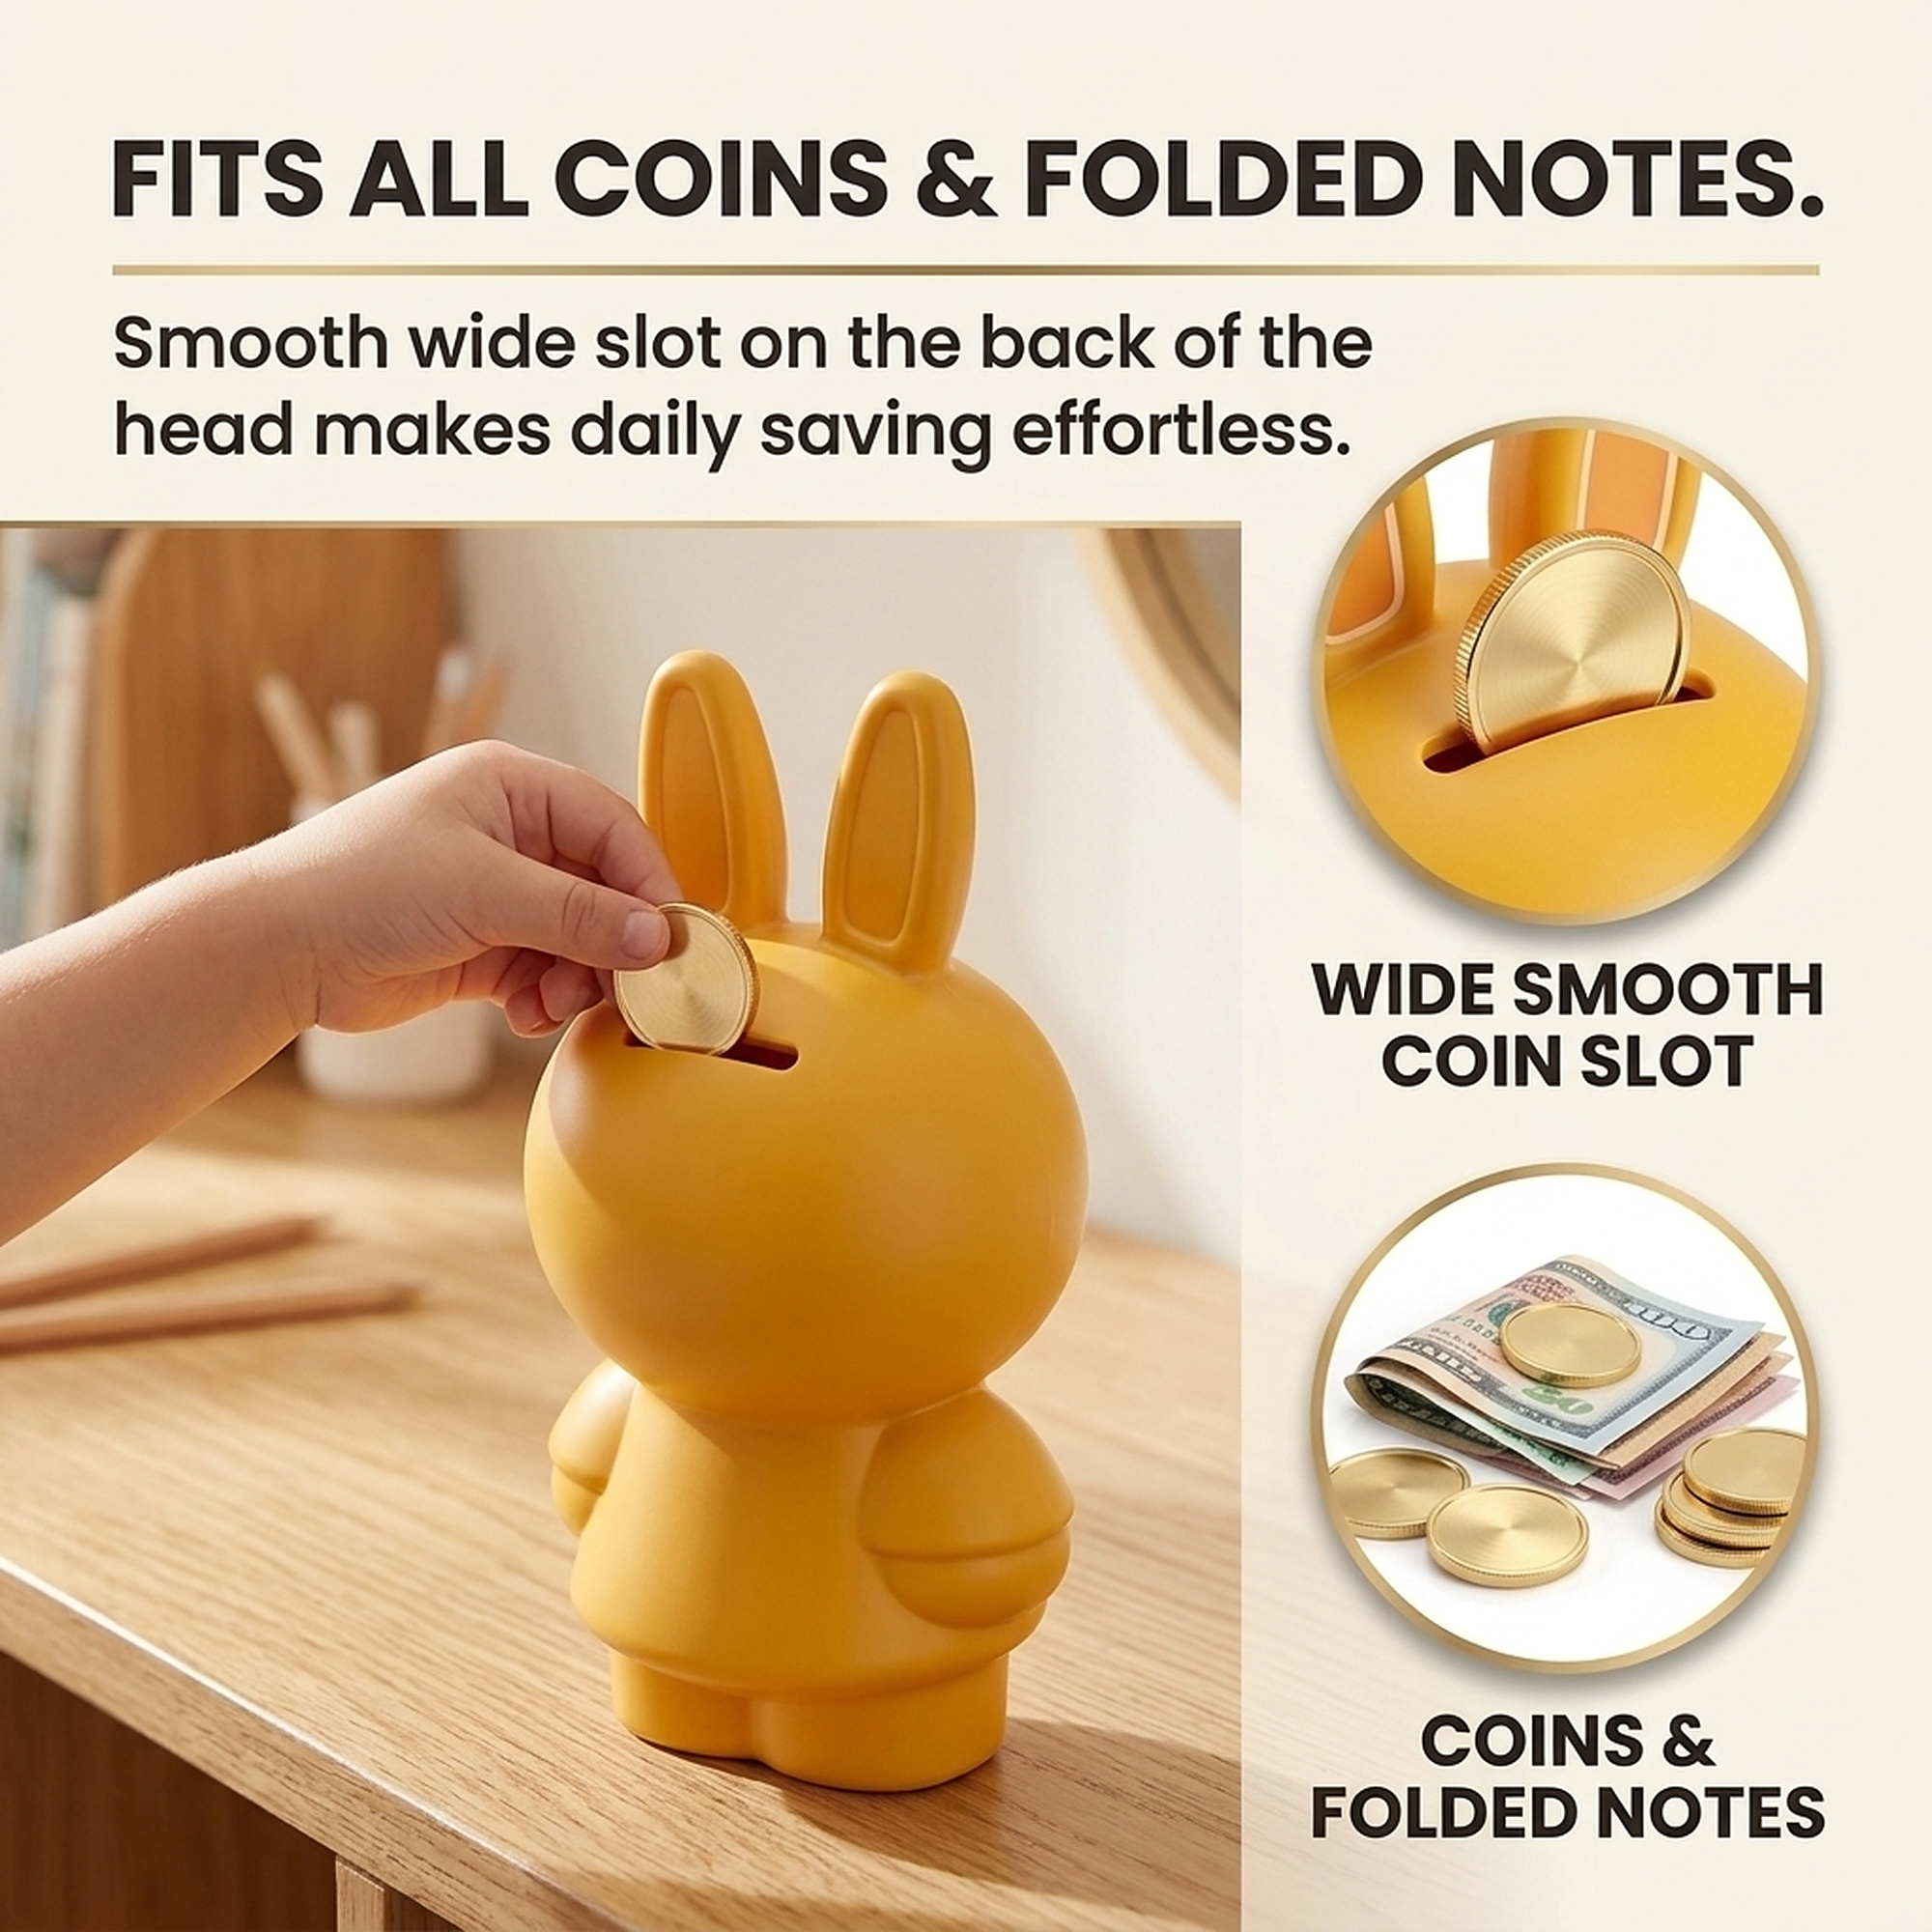 FITS ALL COINS & FOLDED NOTES.
Smooth wide slot on the back of the
head makes daily saving effortless.
WIDE SMOOTH
COIN SLOT
COINS &
FOLDED NOTES